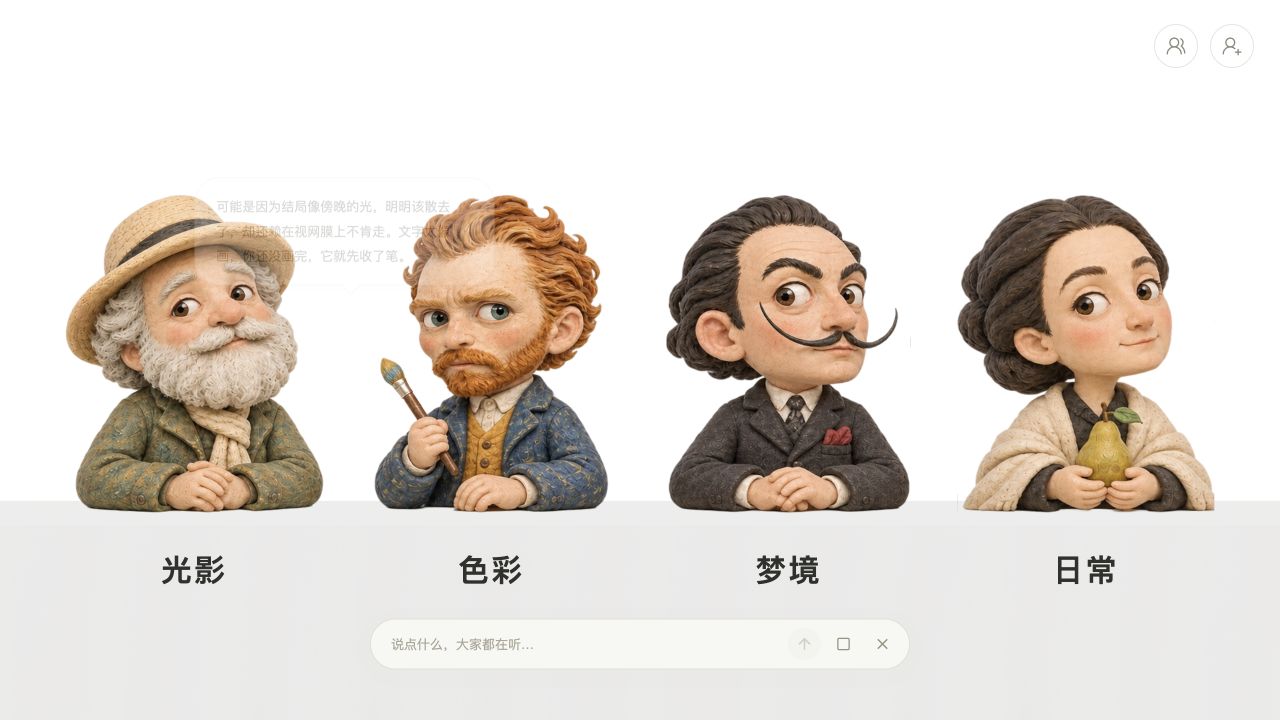 可能是因为结局像傍晚的光，明明该散去
了，却还赖在视网膜上不肯走。文字
画，你还没画完，它就先收了笔。
光影
色彩
梦境
日常
说点什么，大家都在听...